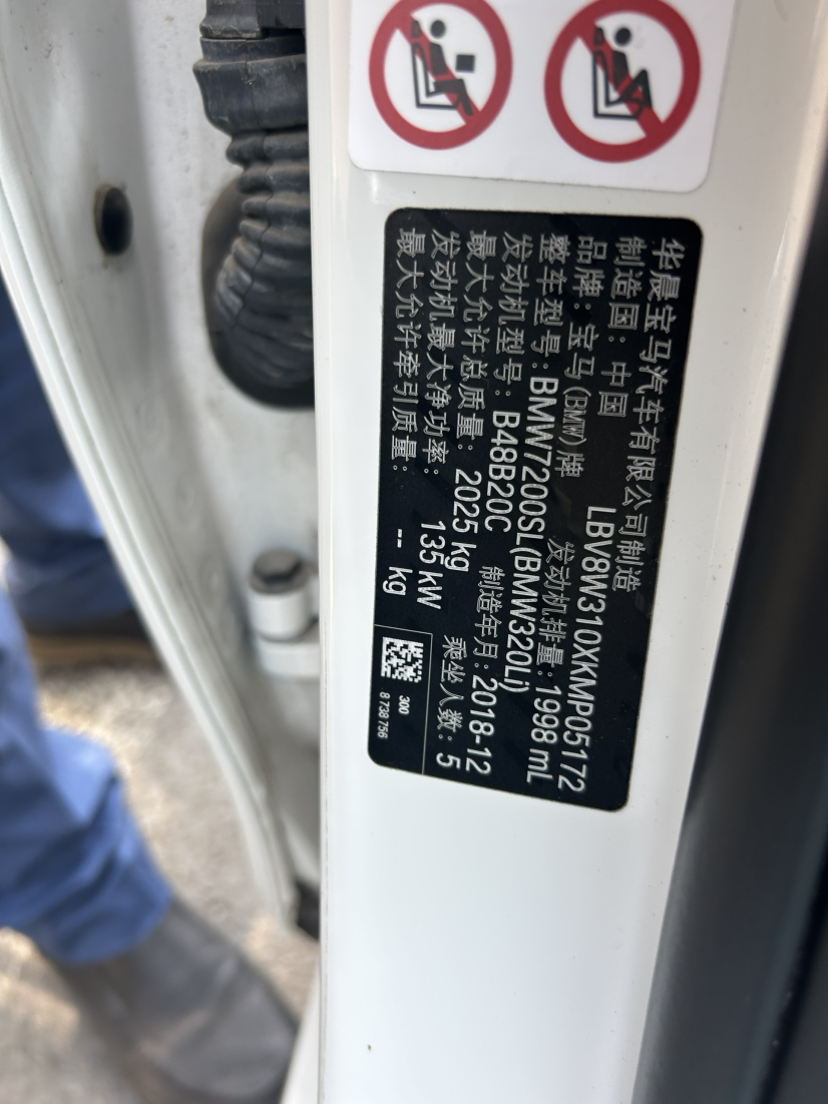 华晨宝马汽车有限公司制造
制造国：中国 LBV8W310XKMP05172
品牌：宝马(BMW)牌 发动机排量：1998 mL
整车型号：BMW7200SL(BMW320Li)
发动机型号：B48B20C 制造年月：2018-12
最大允许总质量：2025 kg 乘坐人数：5
发动机最大净功率：135 kW
最大允许牵引质量：-- kg
300
8 738 756